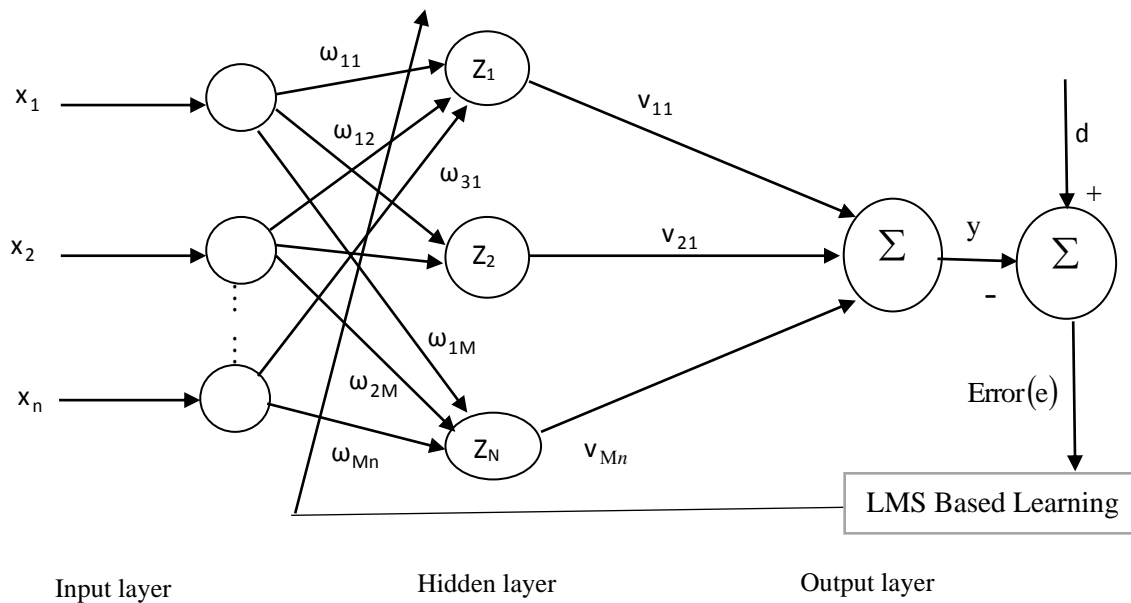 ω11
Z1
x1
v11
d
ω12
ω31
+
x2
Z2
v21
Σ
y
Σ
-
ω1M
ω2M
xn
Error(e)
ωMn
ZN
vMn
LMS Based Learning
Input layer
Hidden layer
Output layer